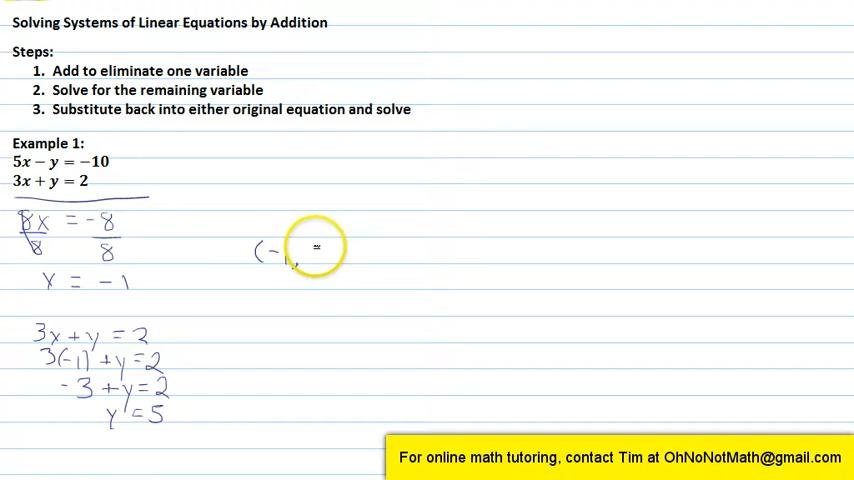 Solving Systems of Linear Equations by Addition
Steps:
1. Add to eliminate one variable
2. Solve for the remaining variable
3. Substitute back into either original equation and solve
Example 1:
5x − y = −10
3x + y = 2
8x = -8
8 8
x = -1
(-1,
3x + y = 2
3(-1) + y = 2
-3 + y = 2
y = 5
For online math tutoring, contact Tim at OhNoNotMath@gmail.com